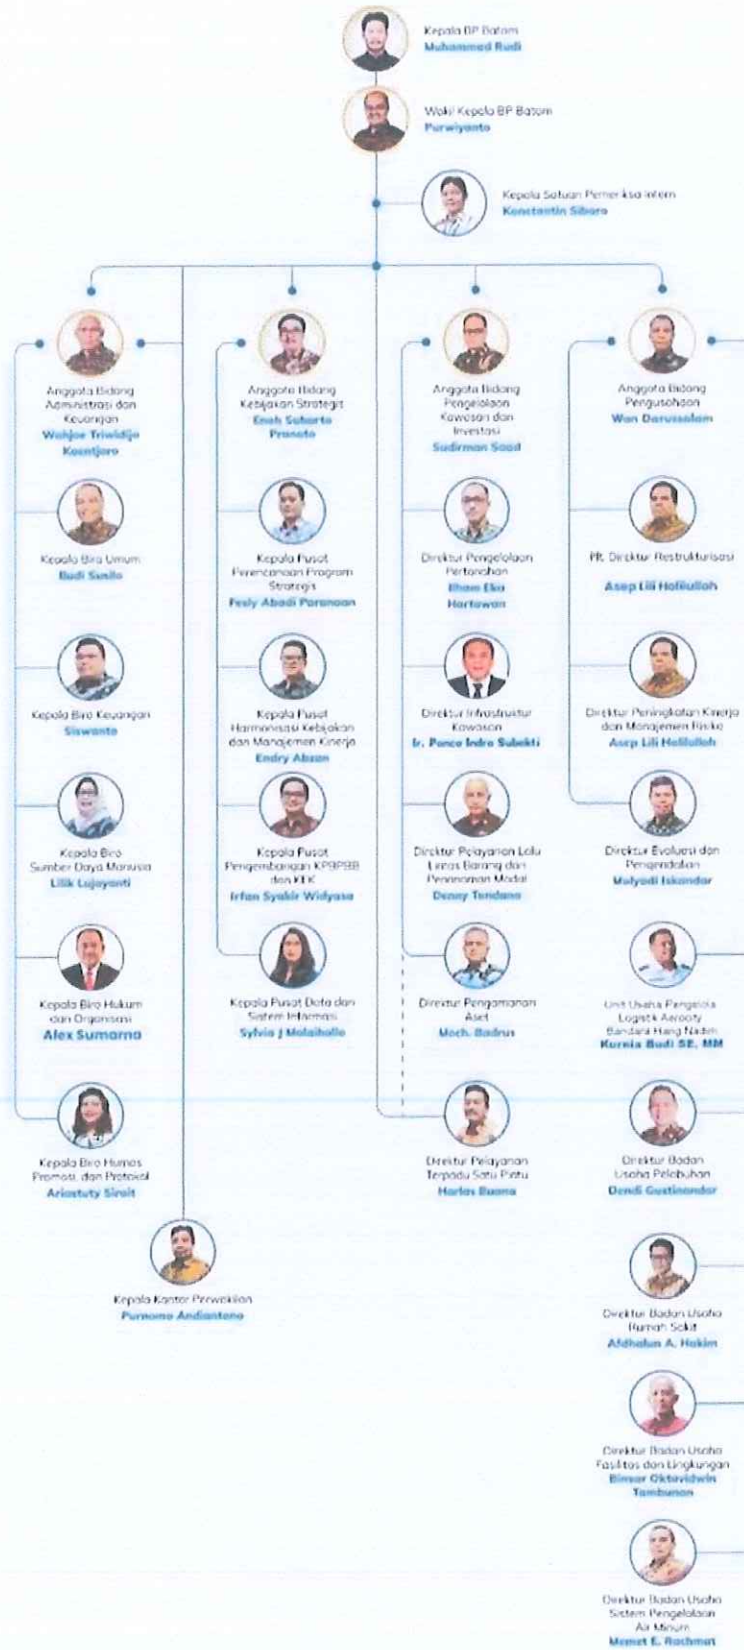 Kepala BP Batam
Muhammad Rudi
Wakil Kepala BP Batam
Purwiyanto
Kepala Satuan Pemeriksa Intern
Konstantin Siboro
Anggota Bidang
Administrasi dan
Keuangan
Wahjoe Triwidijo
Koentjoro
Kepala Biro Umum
Budi Susilo
Kepala Biro Keuangan
Siswanto
Kepala Biro
Sumber Daya Manusia
Lilik Lujayanti
Kepala Biro Hukum
dan Organisasi
Alex Sumarna
Kepala Biro Humas
Promosi, dan Protokol
Ariastuty Sirait
Kepala Kantor Perwakilan
Purnomo Andiantono
Anggota Bidang
Kebijakan Strategis
Enoh Suharto
Pranoto
Kepala Pusat
Perencanaan Program
Strategis
Fesly Abadi Paranoan
Kepala Pusat
Harmonisasi Kebijakan
dan Manajemen Kinerja
Endry Abzan
Kepala Pusat
Pengembangan KPBPBB
dan KEK
Irfan Syakir Widyasa
Kepala Pusat Data dan
Sistem Informasi
Sylvia J Malaihollo
Anggota Bidang
Pengelolaan
Kawasan dan
Investasi
Sudirman Saad
Direktur Pengelolaan
Pertanahan
Ilham Eka
Hartawan
Direktur Infrastruktur
Kawasan
Ir. Ponco Indro Subekti
Direktur Pelayanan Lalu
Lintas Barang dan
Penanaman Modal
Denny Tondano
Direktur Pengamanan
Aset
Moch. Badrus
Direktur Pelayanan
Terpadu Satu Pintu
Harlas Buana
Anggota Bidang
Pengusahaan
Wan Darussalam
Plt. Direktur Restrukturisasi
Asep Lili Holilulloh
Direktur Peningkatan Kinerja
dan Manajemen Risiko
Asep Lili Holilulloh
Direktur Evaluasi dan
Pengendalian
Mulyadi Iskandar
Unit Usaha Pengelola
Logistik Aerocity
Bandara Hang Nadim
Kurnia Budi SE, MM
Direktur Badan
Usaha Pelabuhan
Dendi Gustinandar
Direktur Badan Usaha
Rumah Sakit
Afdhalun A. Hakim
Direktur Badan Usaha
Fasilitas dan Lingkungan
Binsar Oktavidwin
Tambunan
Direktur Badan Usaha
Sistem Pengelolaan
Air Minum
Memet E. Rachmat